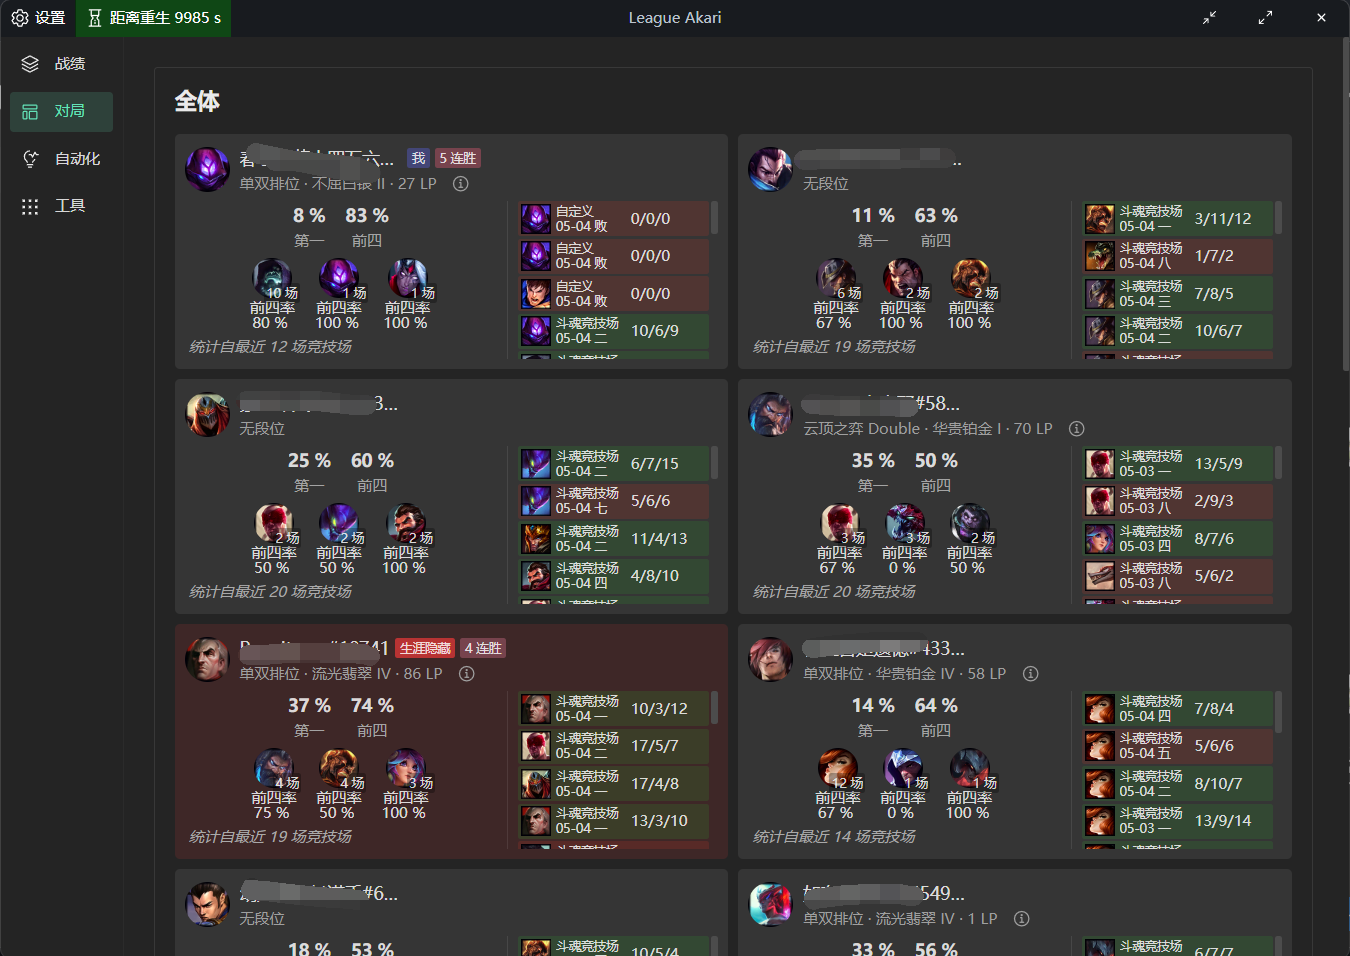 设置
距离重生 9985 s
League Akari
战绩
对局
自动化
工具
全体
我
5 连胜
单双排位 · 不屈白银 II · 27 LP
8 % 83 %
第一 前四
10 场 1 场 1 场
前四率 前四率 前四率
80 % 100 % 100 %
统计自最近 12 场竞技场
自定义
05-04 败 0/0/0
自定义
05-04 败 0/0/0
自定义
05-04 败 0/0/0
斗魂竞技场
05-04 二 10/6/9
无段位
11 % 63 %
第一 前四
6 场 2 场 2 场
前四率 前四率 前四率
67 % 100 % 100 %
统计自最近 19 场竞技场
斗魂竞技场
05-04 一 3/11/12
斗魂竞技场
05-04 八 1/7/2
斗魂竞技场
05-04 三 7/8/5
斗魂竞技场
05-04 二 10/6/7
3...
无段位
25 % 60 %
第一 前四
2 场 2 场 2 场
前四率 前四率 前四率
50 % 50 % 100 %
统计自最近 20 场竞技场
斗魂竞技场
05-04 二 6/7/15
斗魂竞技场
05-04 七 5/6/6
斗魂竞技场
05-04 二 11/4/13
斗魂竞技场
05-04 四 4/8/10
#58...
云顶之弈 Double · 华贵铂金 I · 70 LP
35 % 50 %
第一 前四
3 场 3 场 2 场
前四率 前四率 前四率
67 % 0 % 50 %
统计自最近 20 场竞技场
斗魂竞技场
05-03 一 13/5/9
斗魂竞技场
05-03 八 2/9/3
斗魂竞技场
05-03 四 8/7/6
斗魂竞技场
05-03 八 5/6/2
生涯隐藏
4 连胜
单双排位 · 流光翡翠 IV · 86 LP
37 % 74 %
第一 前四
4 场 4 场 3 场
前四率 前四率 前四率
75 % 50 % 100 %
统计自最近 19 场竞技场
斗魂竞技场
05-04 一 10/3/12
斗魂竞技场
05-04 二 17/5/7
斗魂竞技场
05-04 一 17/4/8
斗魂竞技场
05-04 一 13/3/10
433...
单双排位 · 华贵铂金 IV · 58 LP
14 % 64 %
第一 前四
12 场 1 场 1 场
前四率 前四率 前四率
67 % 0 % 100 %
统计自最近 14 场竞技场
斗魂竞技场
05-04 四 7/8/4
斗魂竞技场
05-04 五 5/6/6
斗魂竞技场
05-04 二 8/10/7
斗魂竞技场
05-03 一 13/9/14
#6...
无段位
18 % 53 %
斗魂竞技场
10/5/4
549...
单双排位 · 流光翡翠 IV · 1 LP
33 % 56 %
斗魂竞技场
6/7/7